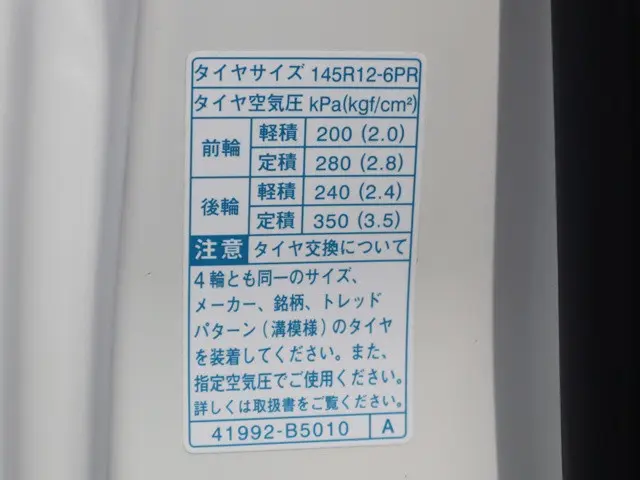 タイヤサイズ 145R12-6PR
タイヤ空気圧 kPa(kgf/cm²)
前輪 軽積 200 (2.0)
定積 280 (2.8)
後輪 軽積 240 (2.4)
定積 350 (3.5)
注意 タイヤ交換について
4輪とも同一のサイズ、
メーカー、銘柄、トレッド
パターン(溝模様)のタイヤ
を装着してください。また、
指定空気圧でご使用ください。
詳しくは取扱書をご覧ください。
41992-B5010 A